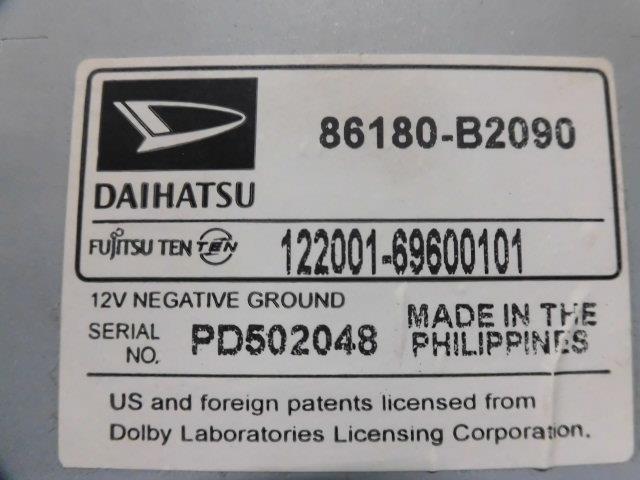 86180-B2090
DAIHATSU
FUJITSU TEN TEN 122001-69600101
12V NEGATIVE GROUND
SERIAL NO. PD502048
MADE IN THE
PHILIPPINES
US and foreign patents licensed from
Dolby Laboratories Licensing Corporation.